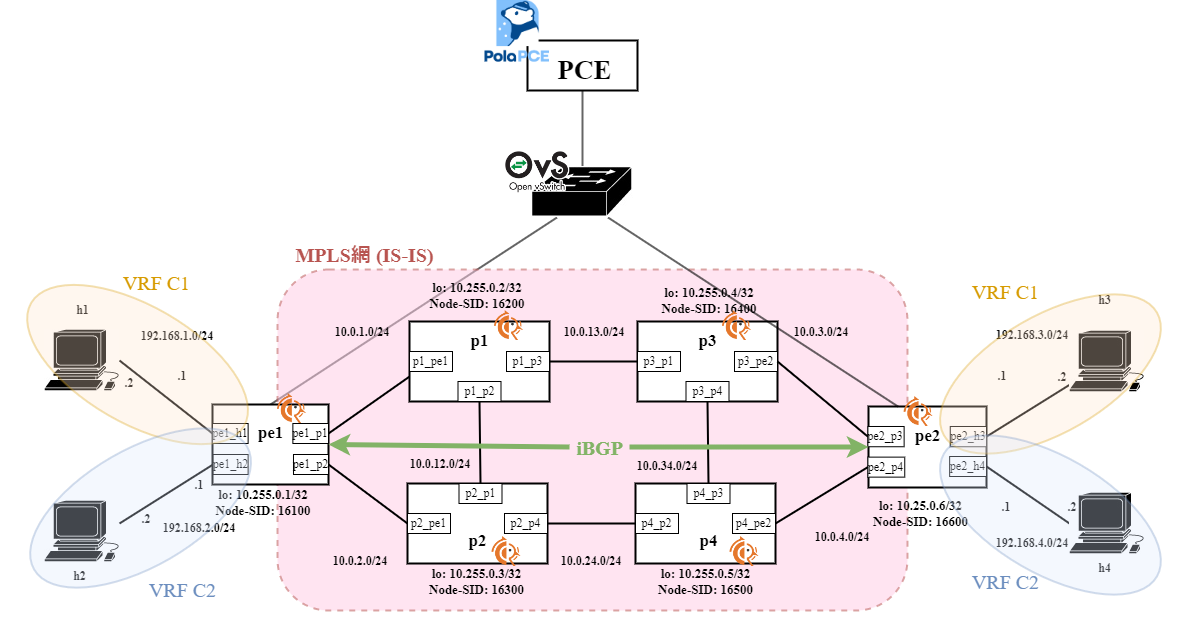 PolaPCE
PCE
OvS
Open vSwitch
MPLS網 (IS-IS)
VRF C1
h1
192.168.1.0/24
.1
.2
VRF C1
h3
192.168.3.0/24
.1
.2
lo: 10.255.0.2/32
Node-SID: 16200
lo: 10.255.0.4/32
Node-SID: 16400
10.0.1.0/24
p1
p1_pe1
p1_p3
p1_p2
10.0.13.0/24
p3
p3_p1
p3_pe2
p3_p4
10.0.3.0/24
pe1_h1
pe1
pe1_p1
pe1_h2
pe1_p2
iBGP
pe2_p3
pe2
pe2_h3
pe2_p4
pe2_h4
10.0.12.0/24
10.0.34.0/24
lo: 10.255.0.1/32
Node-SID: 16100
lo: 10.25.0.6/32
Node-SID: 16600
.1
.2
192.168.2.0/24
h2
VRF C2
p2_p1
p2_pe1
p2_p4
p2
p4_p3
p4_p2
p4_pe2
p4
10.0.2.0/24
10.0.24.0/24
10.0.4.0/24
lo: 10.255.0.3/32
Node-SID: 16300
lo: 10.255.0.5/32
Node-SID: 16500
.1
.2
192.168.4.0/24
h4
VRF C2